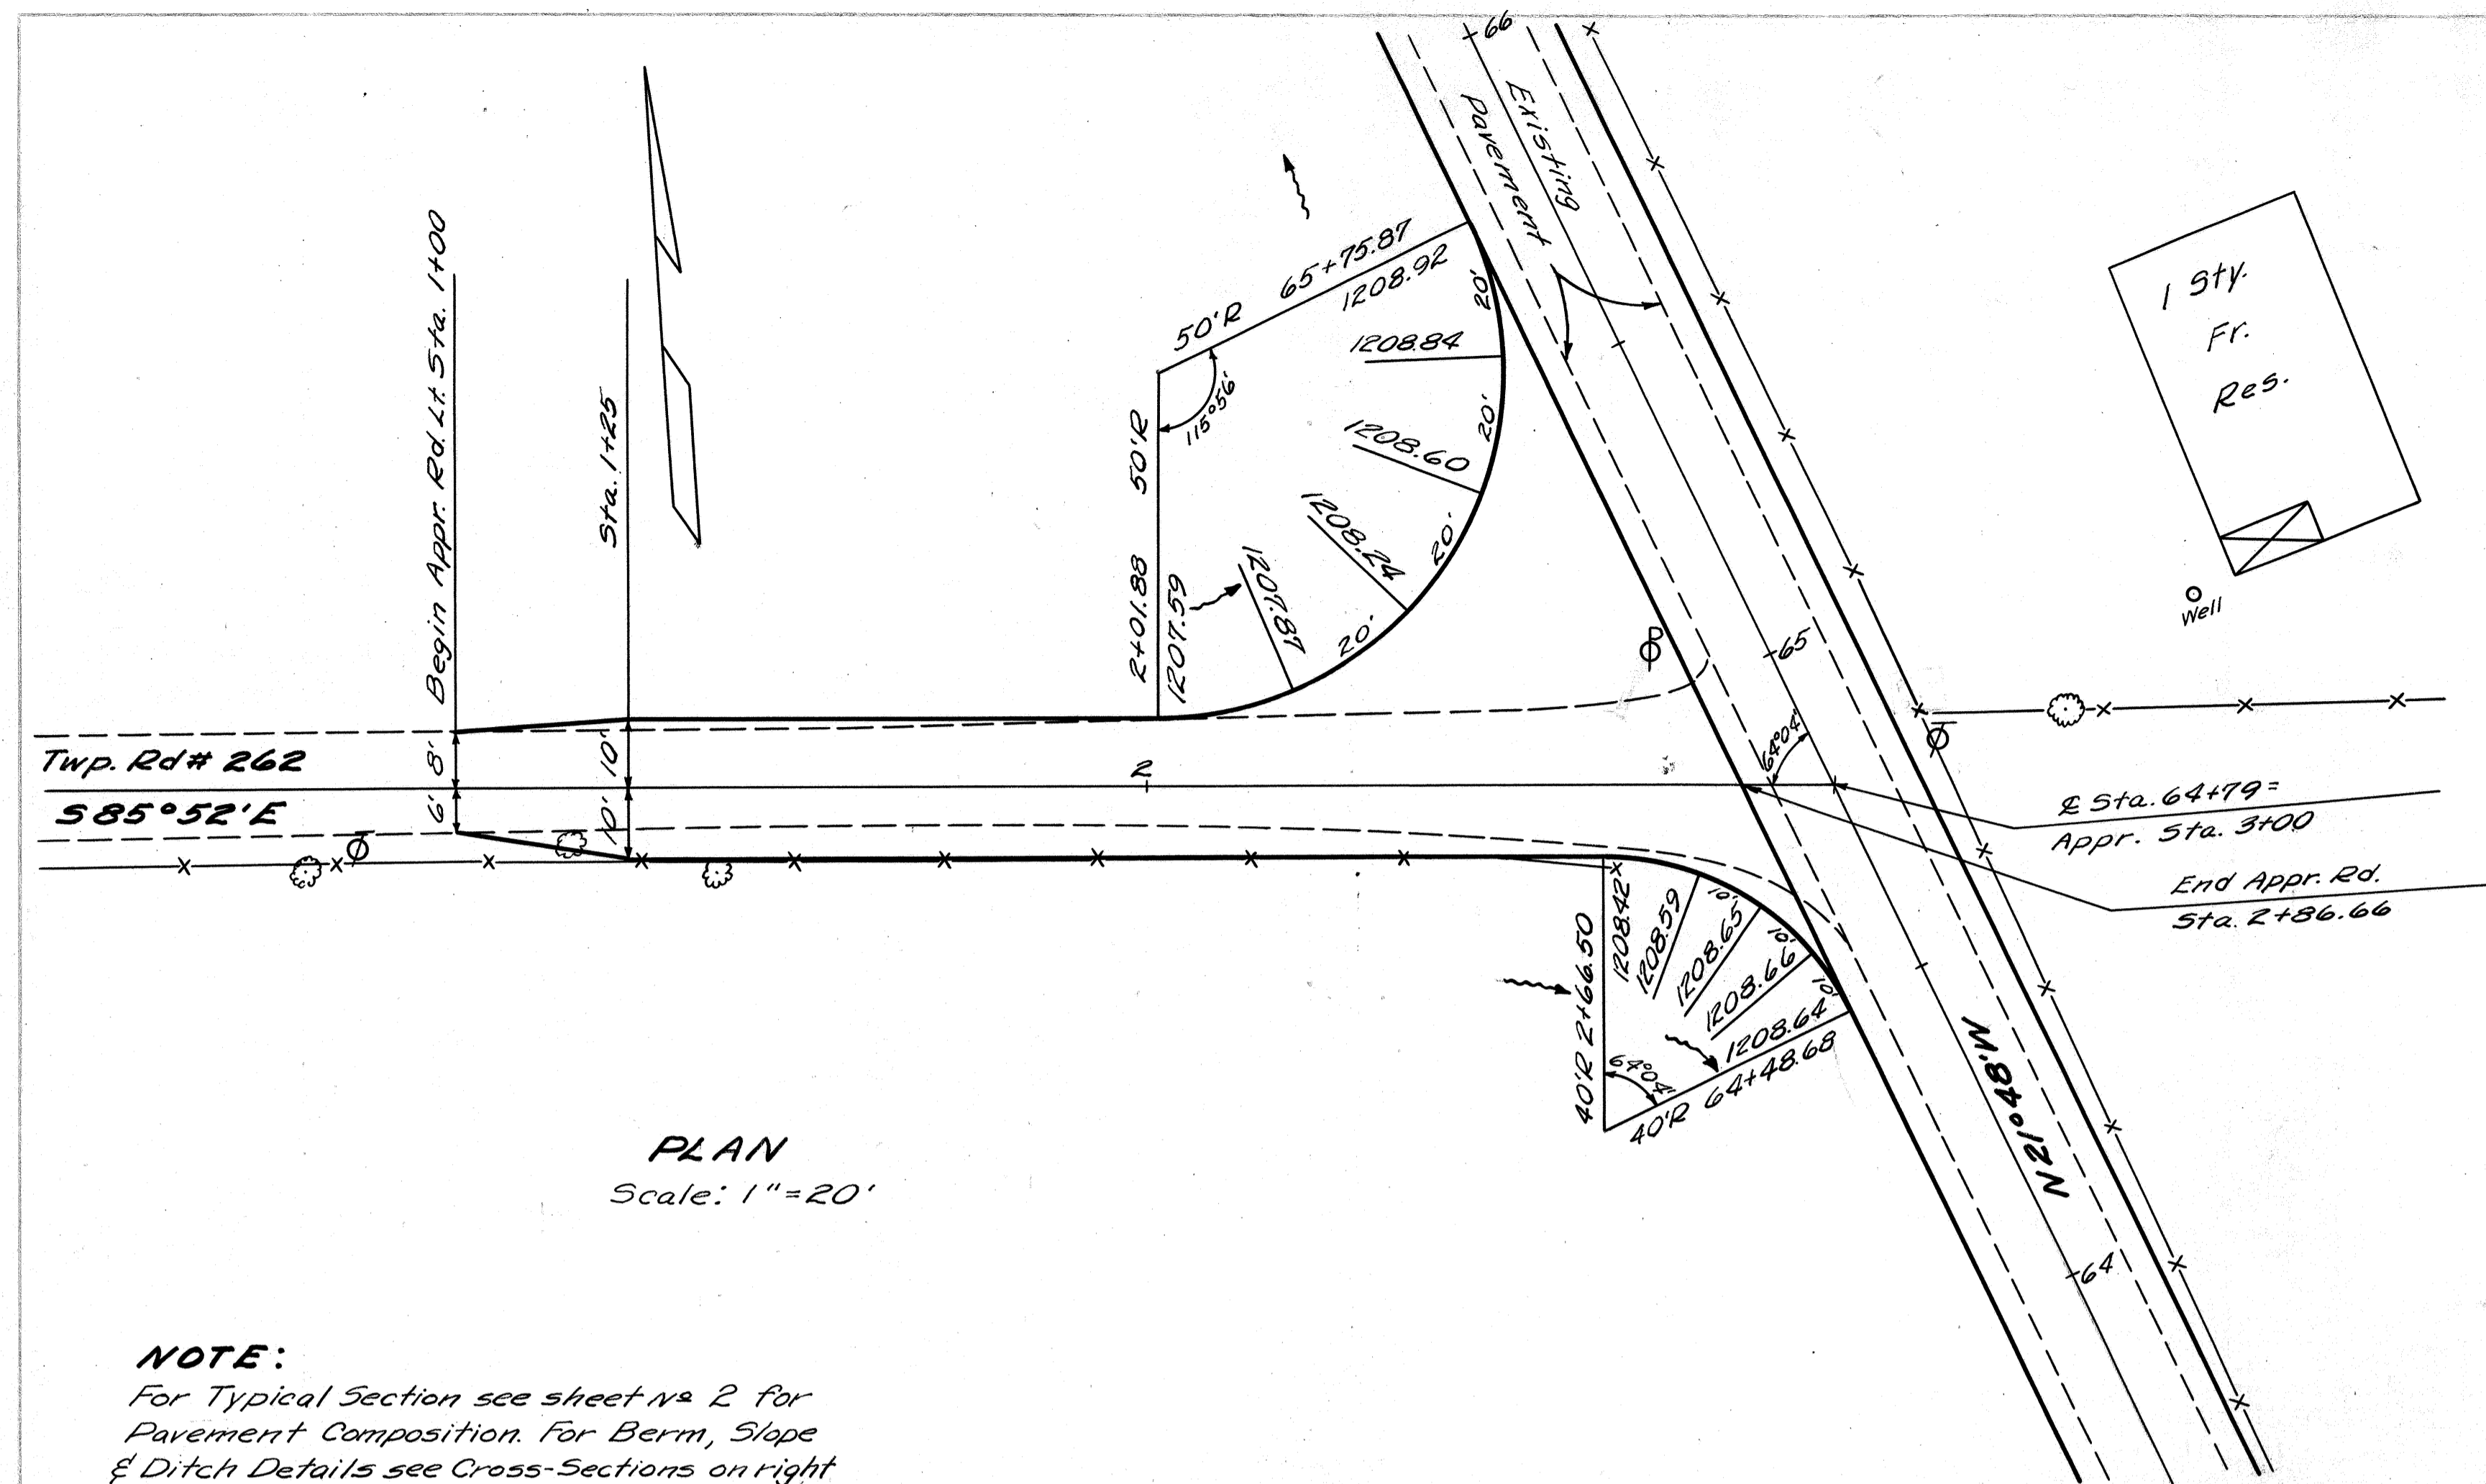 66
Existing
Pavement
Begin Appr. Rd. Lt. Sta. 1+00
Sta. 1+25
50'R
65+75.87
1208.92
20'
1208.84
20'
1208.60
20'
1208.24
20'
1207.87
115°56'
50'R
2+01.88
1207.59
1 Sty.
Fr.
Res.
Well
P
65
64°04'
Twp. Rd# 262
S85°52'E
8'
6'
10'
10'
2
₵ Sta. 64+79=
Appr. Sta. 3+00
End Appr. Rd.
Sta. 2+86.66
40'R 2+66.50
1208.42
1208.59
10'
1208.65
10'
1208.66
10'
1208.64
64°04'
40'R 64+48.68
N21°48'W
64
PLAN
Scale: 1"=20'
NOTE:
For Typical Section see sheet No 2 for
Pavement Composition. For Berm, Slope
& Ditch Details see Cross-Sections on right